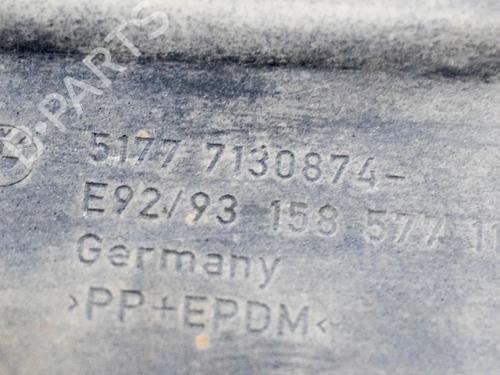 B-PARTS
5177 7130874-
E92/93 158 577 11
Germany
>PP+EPDM<